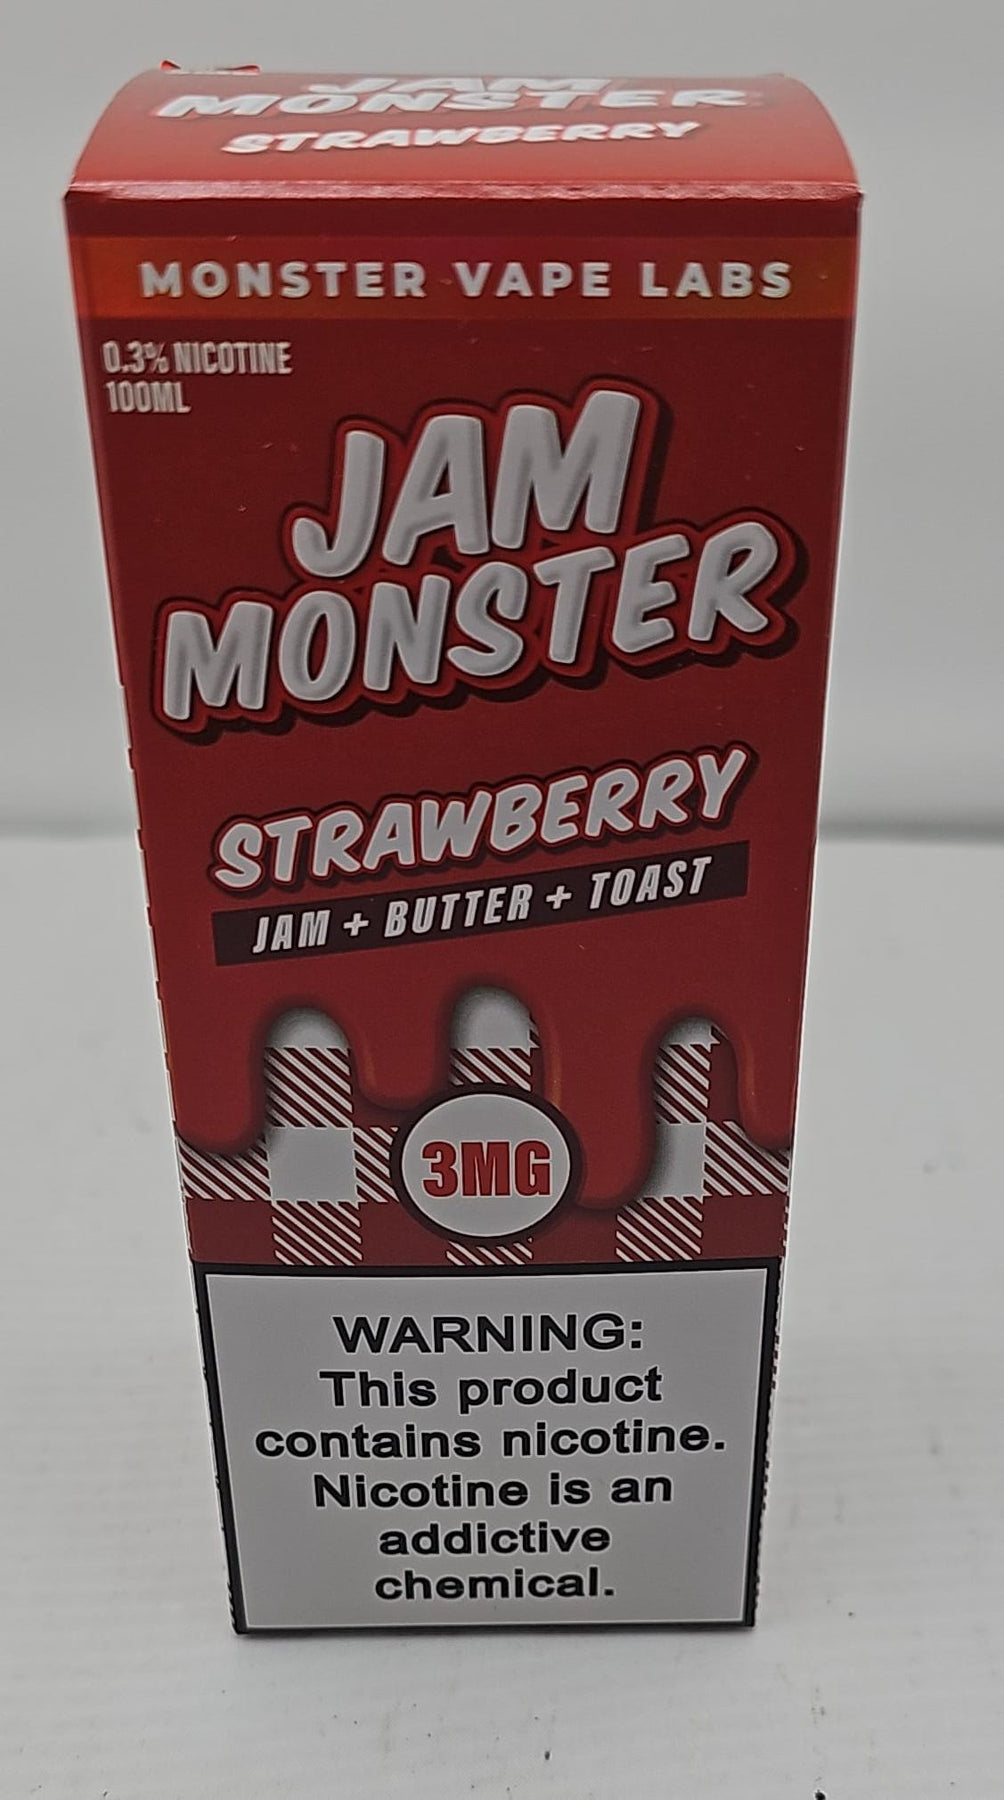 JAM
MONSTER
STRAWBERRY
MONSTER VAPE LABS
0.3% NICOTINE
100ML
JAM
MONSTER
STRAWBERRY
JAM + BUTTER + TOAST
3MG
WARNING:
This product
contains nicotine.
Nicotine is an
addictive
chemical.